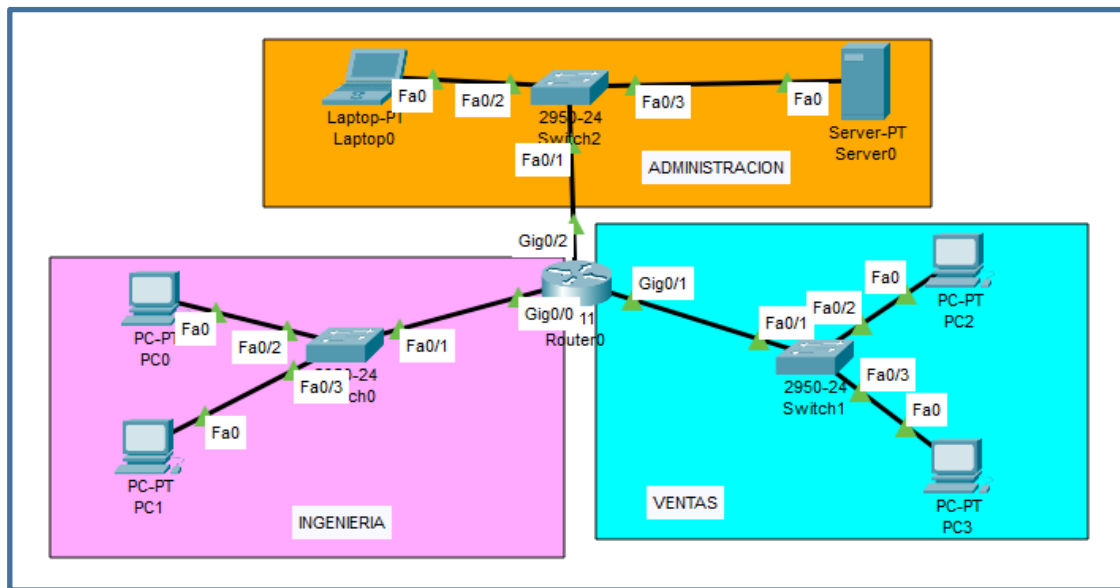 Fa0
Fa0/2
Laptop-PT
Laptop0
2950-24
Switch2
Fa0/3
Fa0
Server-PT
Server0
Fa0/1
ADMINISTRACION
Gig0/2
Fa0
PC-PT
PC0
Fa0/2
Fa0/3
Fa0/1
Fa0
PC-PT
PC1
INGENIERIA
Gig0/0
11
Router0
Gig0/1
Fa0/1
Fa0/2
Fa0
PC-PT
PC2
2950-24
Switch1
Fa0/3
Fa0
PC-PT
PC3
VENTAS